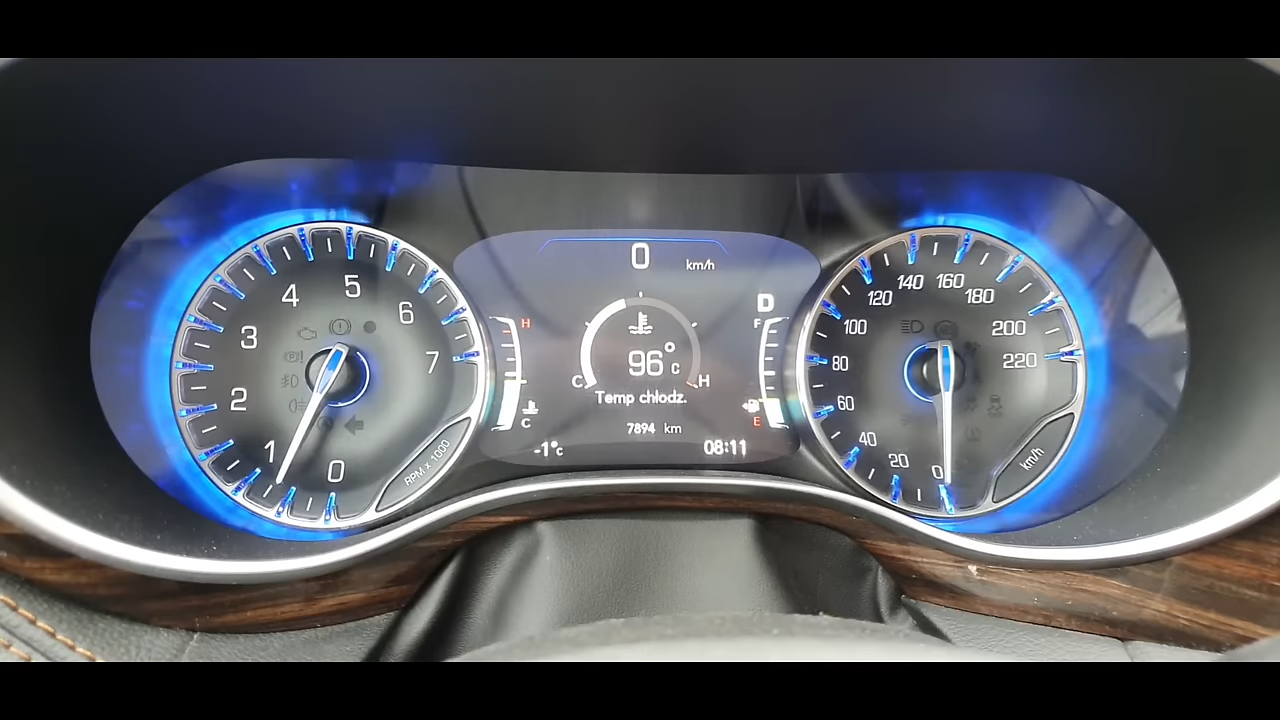 0 km/h
5
4
6
3
7
2
1
0
RPM x 1000
H
C
D
F
E
96°C
C H
Temp chłodz.
7894 km
-1°C
08:11
140 160
120 180
100 200
80 220
60
40
20
0
km/h